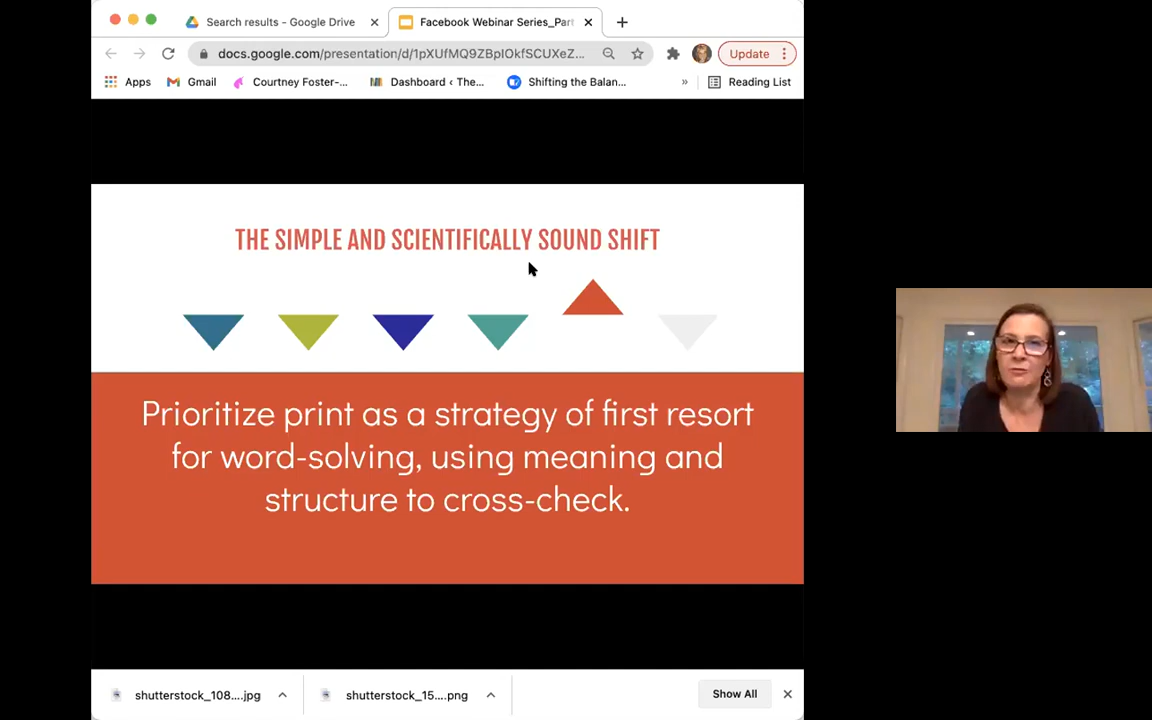 Search results - Google Drive
Facebook Webinar Series_Part
docs.google.com/presentation/d/1pXUfMQ9ZBpIOkfSCUXeZ...
Update
Apps
Gmail
Courtney Foster-...
Dashboard ‹ The...
Shifting the Balan...
»
Reading List
THE SIMPLE AND SCIENTIFICALLY SOUND SHIFT
Prioritize print as a strategy of first resort
for word-solving, using meaning and
structure to cross-check.
shutterstock_108....jpg
shutterstock_15....png
Show All